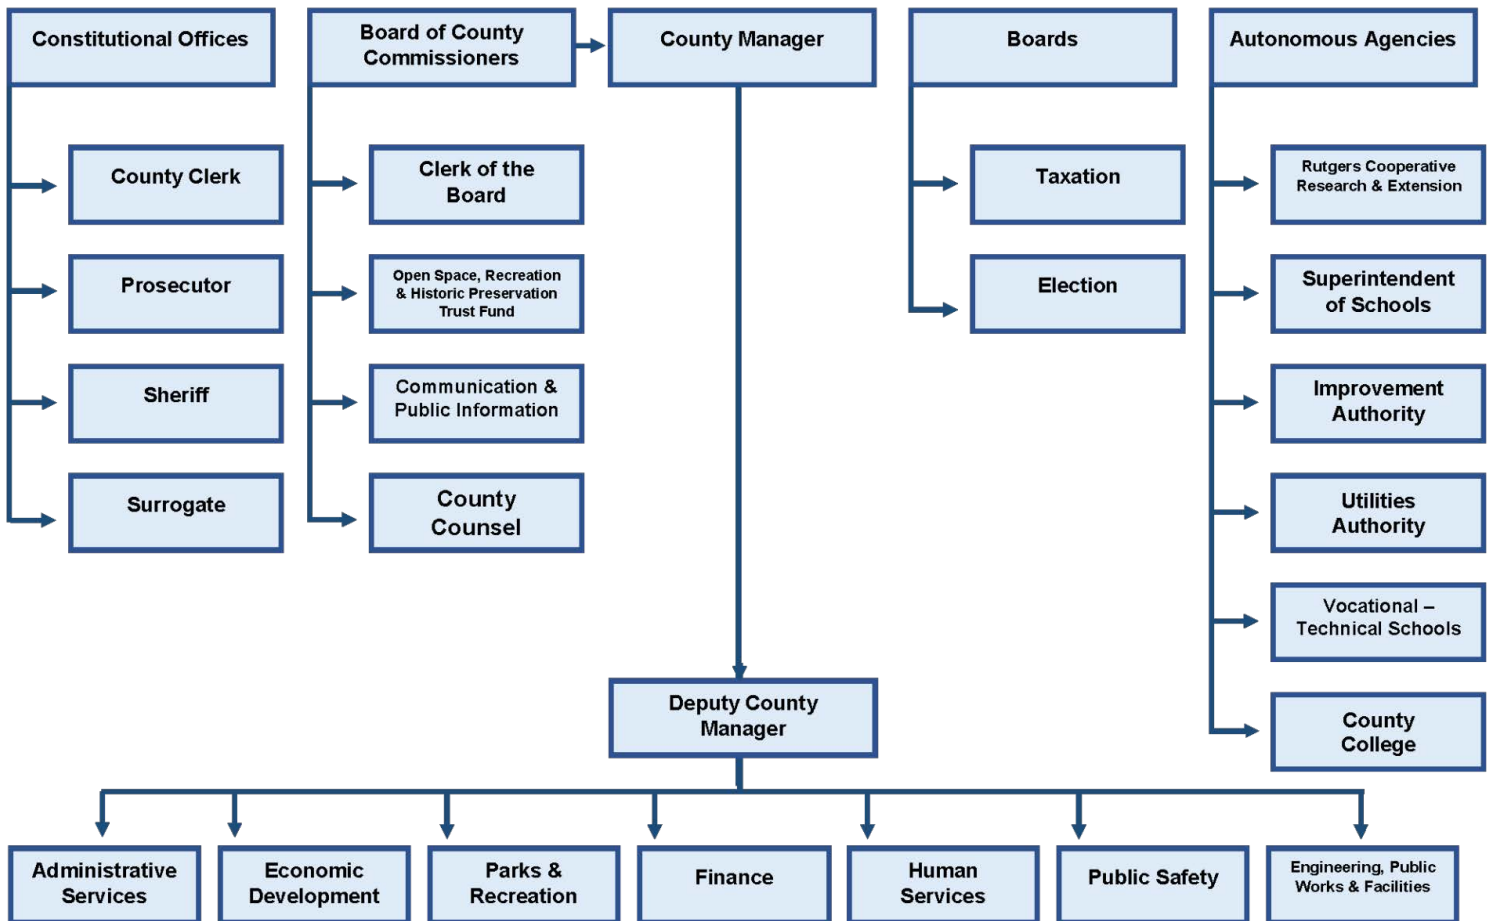 Constitutional Offices
Board of County
Commissioners
County Manager
Boards
Autonomous Agencies
County Clerk
Prosecutor
Sheriff
Surrogate
Clerk of the
Board
Open Space, Recreation
& Historic Preservation
Trust Fund
Communication &
Public Information
County
Counsel
Taxation
Election
Rutgers Cooperative
Research & Extension
Superintendent
of Schools
Improvement
Authority
Utilities
Authority
Vocational –
Technical Schools
County
College
Deputy County
Manager
Administrative
Services
Economic
Development
Parks &
Recreation
Finance
Human
Services
Public Safety
Engineering, Public
Works & Facilities